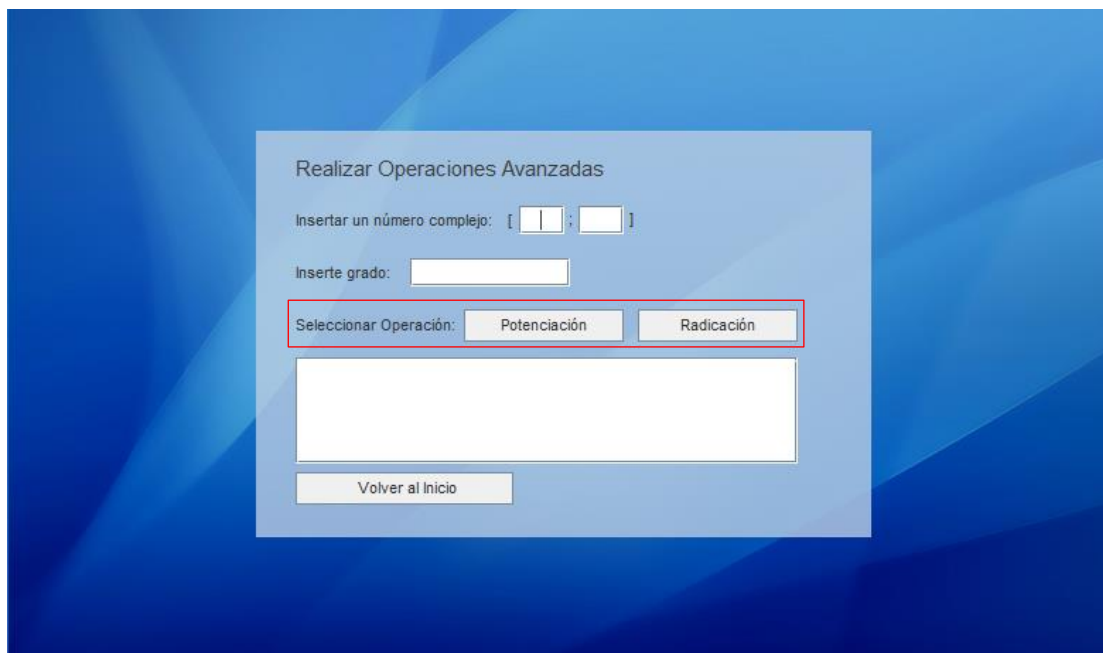 Realizar Operaciones Avanzadas
Insertar un número complejo: [ ; ]
Inserte grado:
Seleccionar Operación: Potenciación Radicación
Volver al Inicio